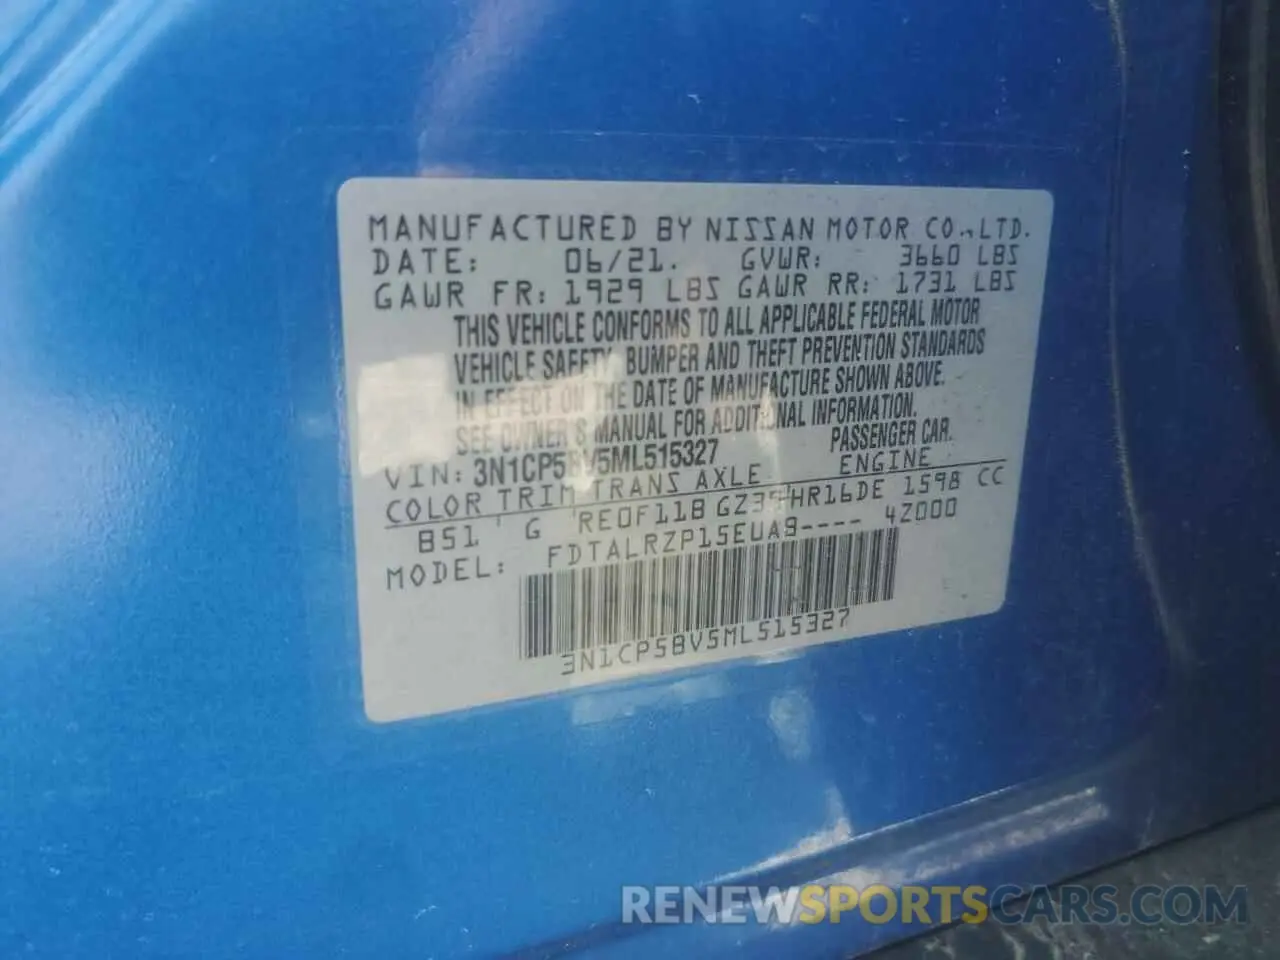 MANUFACTURED BY NISSAN MOTOR CO.,LTD.
DATE: 06/21. GVWR: 3660 LBS
GAWR FR: 1929 LBS GAWR RR: 1731 LBS
THIS VEHICLE CONFORMS TO ALL APPLICABLE FEDERAL MOTOR
VEHICLE SAFETY, BUMPER AND THEFT PREVENTION STANDARDS
IN EFFECT ON THE DATE OF MANUFACTURE SHOWN ABOVE.
SEE OWNER'S MANUAL FOR ADDITIONAL INFORMATION.
VIN: 3N1CP5BV5ML515327 PASSENGER CAR.
COLOR TRIM TRANS AXLE ENGINE
B51 G RE0F11B HR16DE 1598 CC
MODEL: FDTALRZP15EUA9---- 4Z000
3N1CP5BV5ML515327
RENEWSPORTSCARS.COM